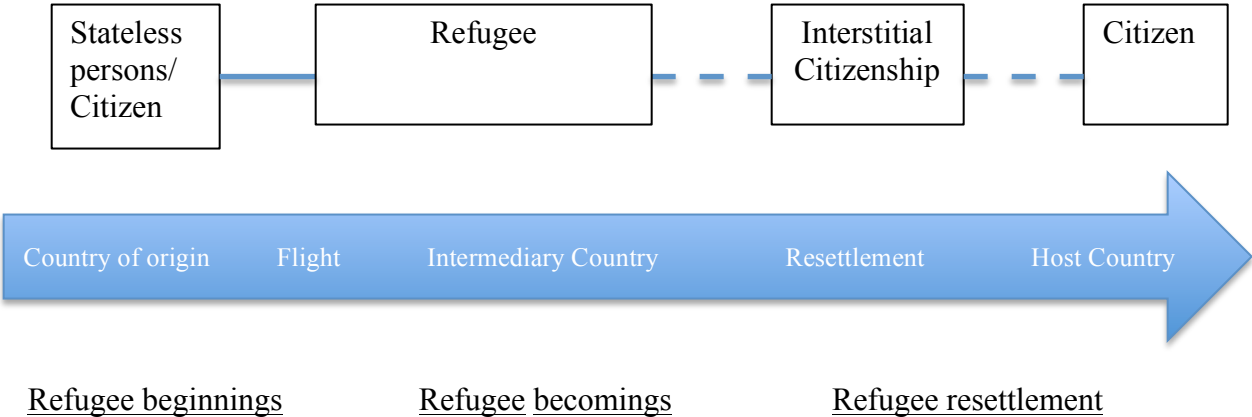 Stateless
persons/
Citizen
Refugee
Interstitial
Citizenship
Citizen
Country of origin
Flight
Intermediary Country
Resettlement
Host Country
Refugee beginnings
Refugee becomings
Refugee resettlement